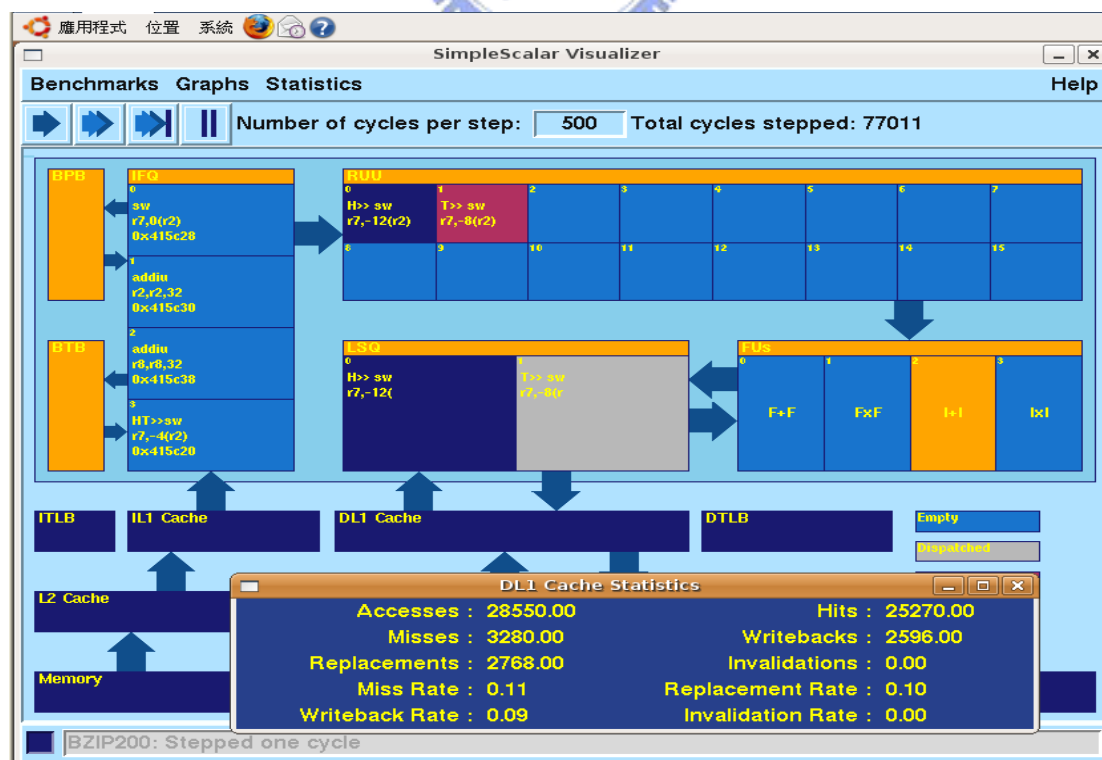 應用程式 位置 系統
SimpleScalar Visualizer
Benchmarks Graphs Statistics Help
Number of cycles per step: 500 Total cycles stepped: 77011
BPB
IFQ
0
sw
r7,0(r2)
0x415c28
1
addiu
r2,r2,32
0x415c30
2
addiu
r8,r8,32
0x415c38
3
HT>>sw
r7,-4(r2)
0x415c20
BTB
RUU
0 1 2 3 4 5 6 7
H>> sw T>> sw
r7,-12(r2) r7,-8(r2)
8 9 10 11 12 13 14 15
LSQ
0 1
H>> sw T>> sw
r7,-12( r7,-8(r
FUs
0 1 2 3
F+F FxF I+I IxI
ITLB IL1 Cache DL1 Cache DTLB
Empty
Dispatched
L2 Cache
Memory
DL1 Cache Statistics
Accesses : 28550.00 Hits : 25270.00
Misses : 3280.00 Writebacks : 2596.00
Replacements : 2768.00 Invalidations : 0.00
Miss Rate : 0.11 Replacement Rate : 0.10
Writeback Rate : 0.09 Invalidation Rate : 0.00
BZIP200: Stepped one cycle